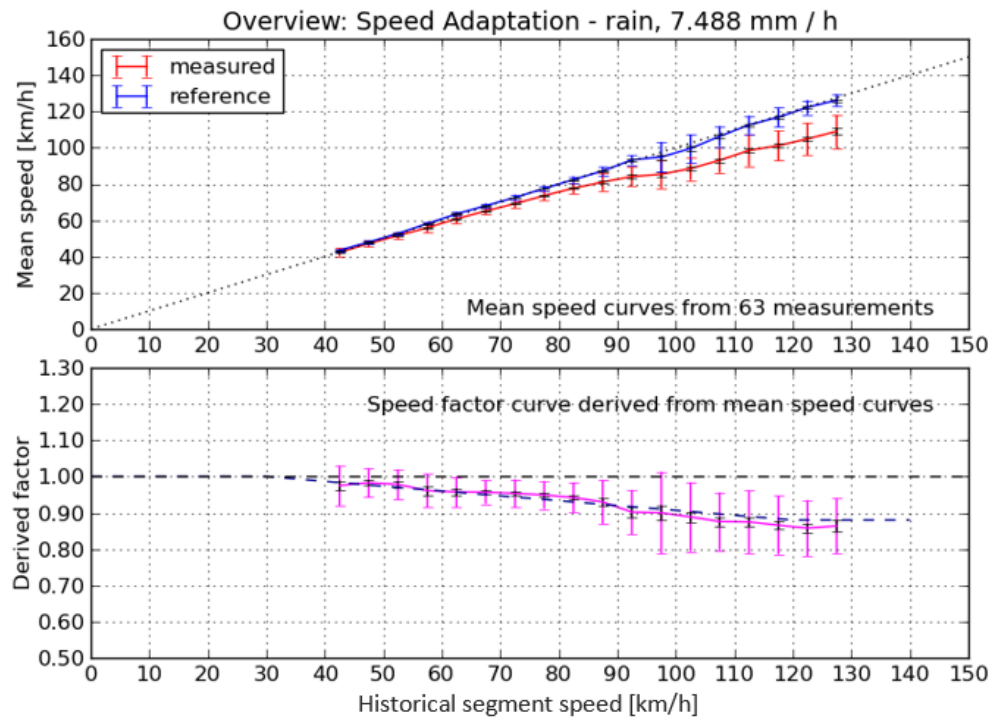 Overview: Speed Adaptation - rain, 7.488 mm / h
Mean speed [km/h]
160
140
120
100
80
60
40
20
0
measured
reference
Mean speed curves from 63 measurements
0 10 20 30 40 50 60 70 80 90 100 110 120 130 140 150
Derived factor
1.30
1.20
1.10
1.00
0.90
0.80
0.70
0.60
0.50
Speed factor curve derived from mean speed curves
0 10 20 30 40 50 60 70 80 90 100 110 120 130 140 150
Historical segment speed [km/h]